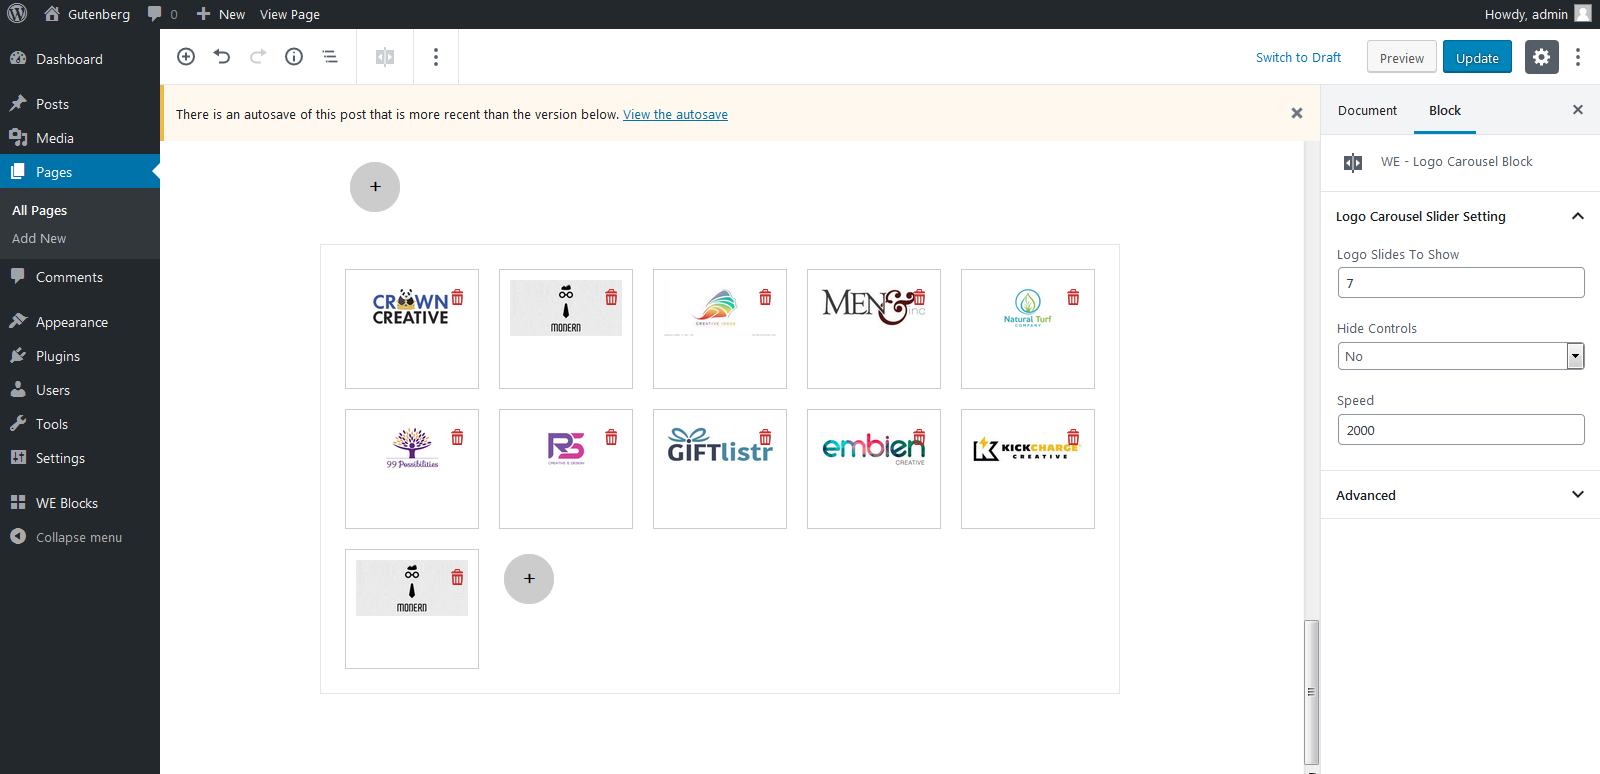 Gutenberg 0 New View Page Howdy, admin
Dashboard
Posts
Media
Pages
All Pages
Add New
Comments
Appearance
Plugins
Users
Tools
Settings
WE Blocks
Collapse menu
Switch to Draft Preview Update
There is an autosave of this post that is more recent than the version below. View the autosave
+
CROWN
CREATIVE
MONERN
MEN&
inc
Natural Turf
COMPANY
99 Possibilities
RS
CREATIVE & DESIGN
GiFTlistr
embien
CREATIVE
K KICKCHARGE
CREATIVE
MONERN
+
Document Block
WE - Logo Carousel Block
Logo Carousel Slider Setting
Logo Slides To Show
7
Hide Controls
No
Speed
2000
Advanced